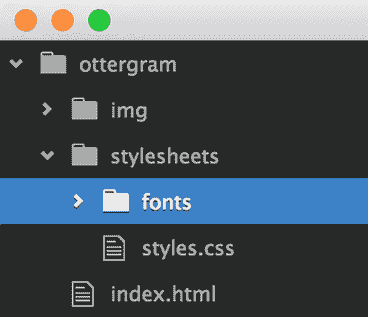 ottergram
img
stylesheets
fonts
styles.css
index.html